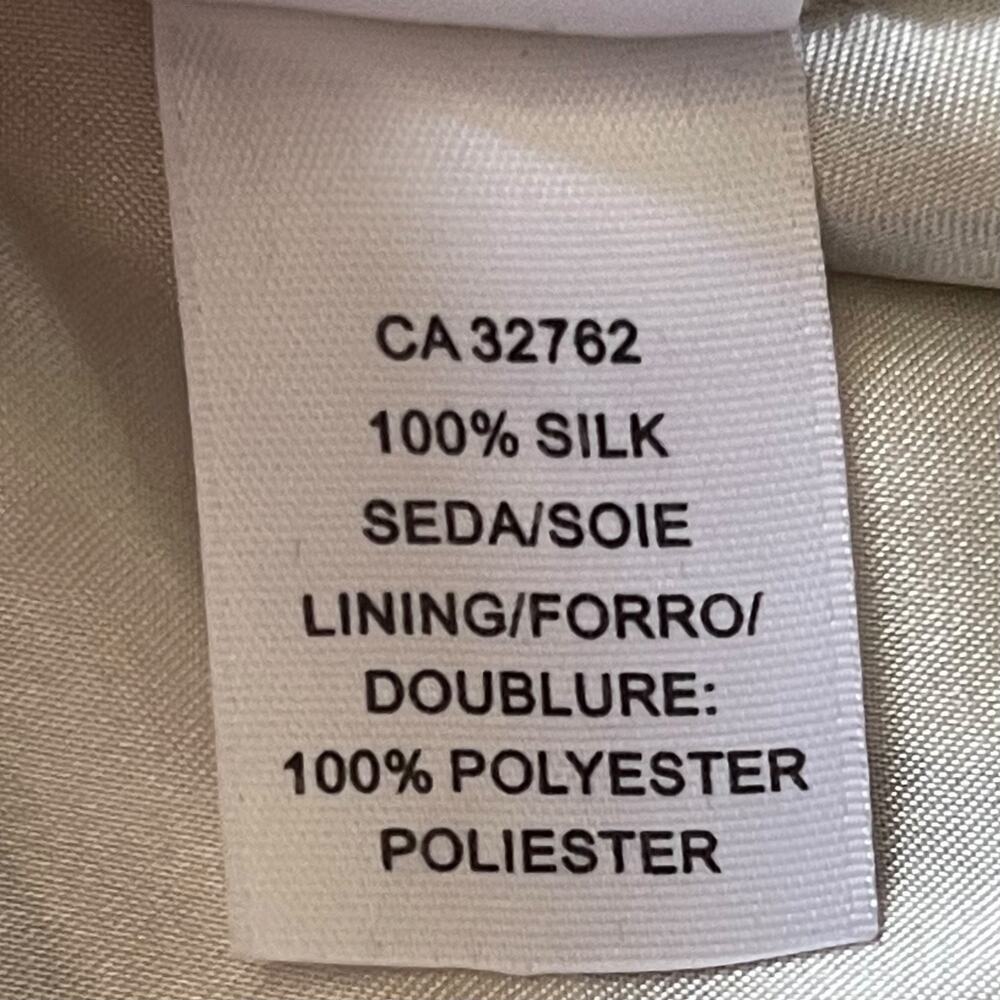 CA 32762
100% SILK
SEDA/SOIE
LINING/FORRO/
DOUBLURE:
100% POLYESTER
POLIESTER